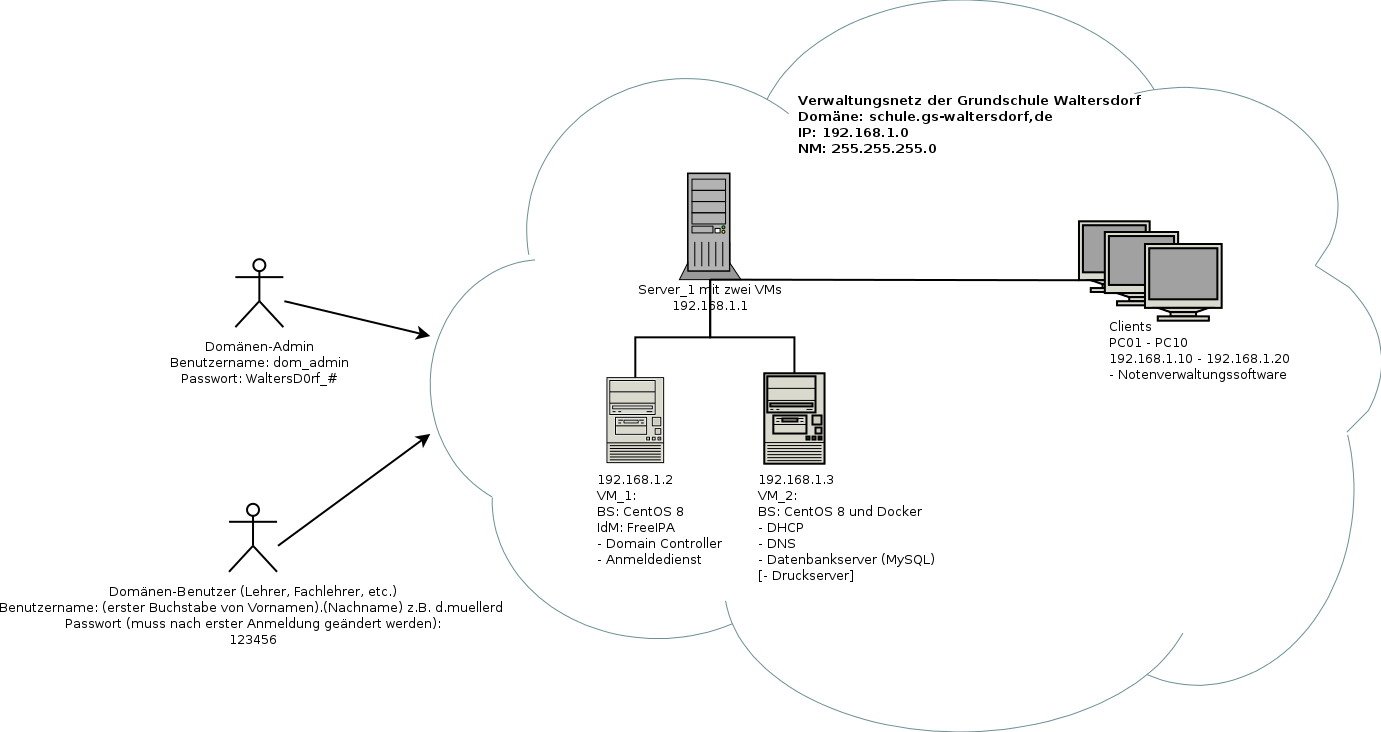 Verwaltungsnetz der Grundschule Waltersdorf
Domäne: schule.gs-waltersdorf,de
IP: 192.168.1.0
NM: 255.255.255.0
Server_1 mit zwei VMs
192.168.1.1
Clients
PC01 - PC10
192.168.1.10 - 192.168.1.20
- Notenverwaltungssoftware
Domänen-Admin
Benutzername: dom_admin
Passwort: WaltersD0rf_#
192.168.1.2
VM_1:
BS: CentOS 8
IdM: FreeIPA
- Domain Controller
- Anmeldedienst
192.168.1.3
VM_2:
BS: CentOS 8 und Docker
- DHCP
- DNS
- Datenbankserver (MySQL)
[- Druckserver]
Domänen-Benutzer (Lehrer, Fachlehrer, etc.)
Benutzername: (erster Buchstabe von Vornamen).(Nachname) z.B. d.muellerd
Passwort (muss nach erster Anmeldung geändert werden):
123456